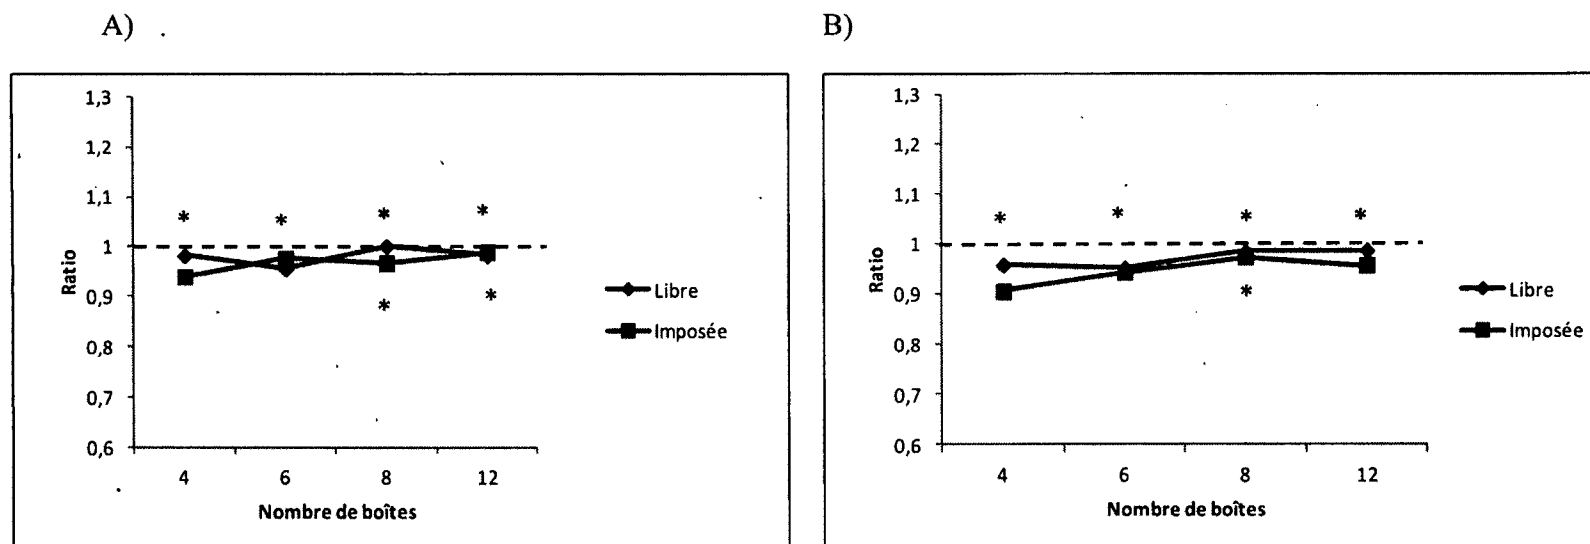 A)
B)
1,3
1,2
1,1
1
0,9
0,8
0,7
0,6
Ratio
* * * *
* *
4 6 8 12
Nombre de boîtes
Libre
Imposée
1,3
1,2
1,1
1
0,9
0,8
0,7
0,6
Ratio
* * * *
*
4 6 8 12
Nombre de boîtes
Libre
Imposée